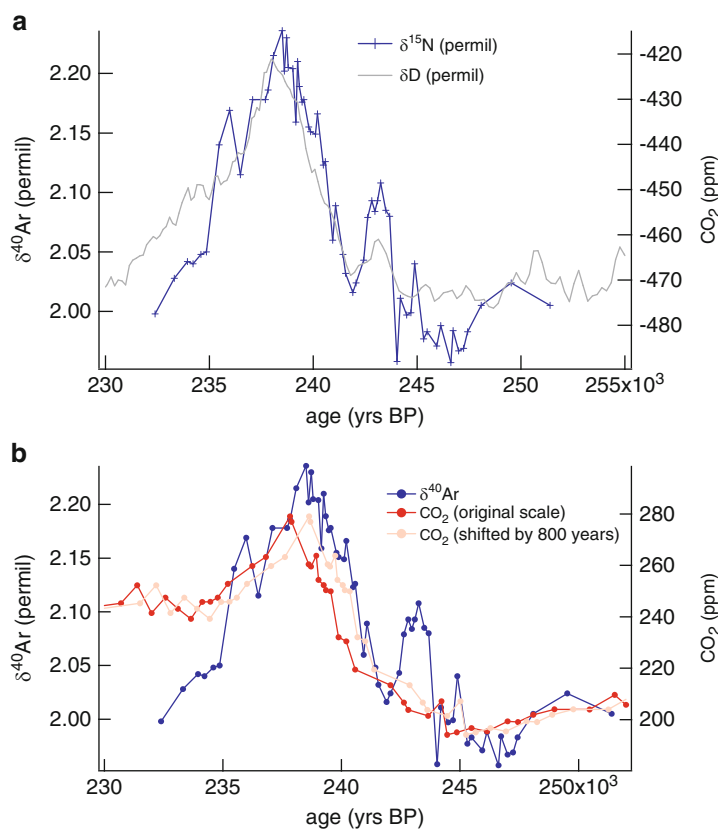 a
δ¹⁵N (permil)
δD (permil)
2.20
2.15
2.10
2.05
2.00
δ⁴⁰Ar (permil)
-420
-430
-440
-450
-460
-470
-480
CO₂ (ppm)
230
235
240
245
250
255x10³
age (yrs BP)
b
δ⁴⁰Ar
CO₂ (original scale)
CO₂ (shifted by 800 years)
2.20
2.15
2.10
2.05
2.00
δ⁴⁰Ar (permil)
280
260
240
220
200
CO₂ (ppm)
230
235
240
245
250x10³
age (yrs BP)